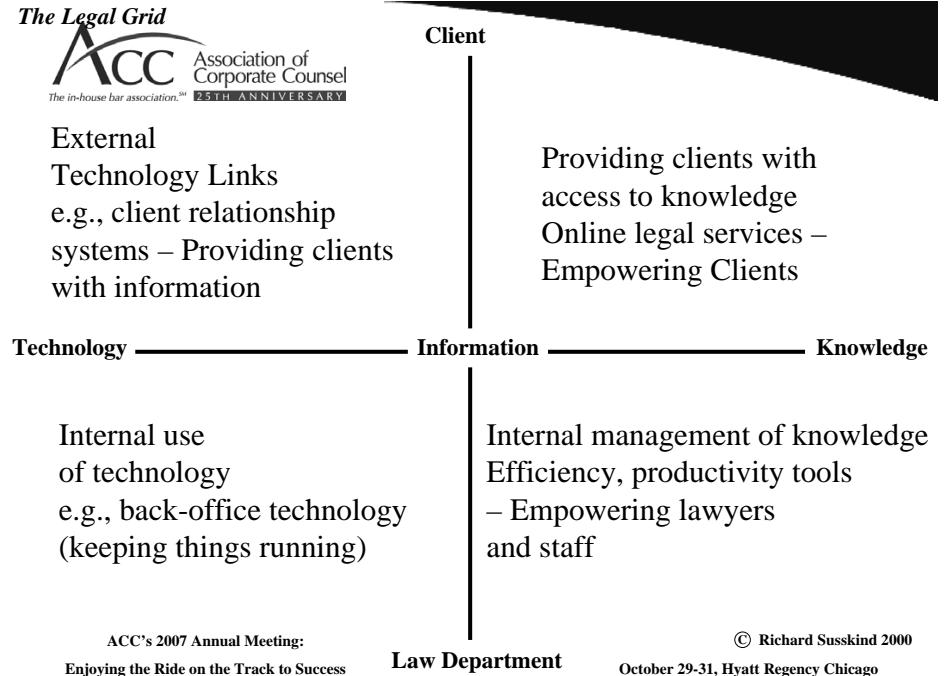 The Legal Grid
ACC Association of
Corporate Counsel
The in-house bar association.℠ 25TH ANNIVERSARY
Client
External
Technology Links
e.g., client relationship
systems – Providing clients
with information
Providing clients with
access to knowledge
Online legal services –
Empowering Clients
Technology Information Knowledge
Internal use
of technology
e.g., back-office technology
(keeping things running)
Internal management of knowledge
Efficiency, productivity tools
– Empowering lawyers
and staff
Law Department
ACC's 2007 Annual Meeting:
Enjoying the Ride on the Track to Success
© Richard Susskind 2000
October 29-31, Hyatt Regency Chicago